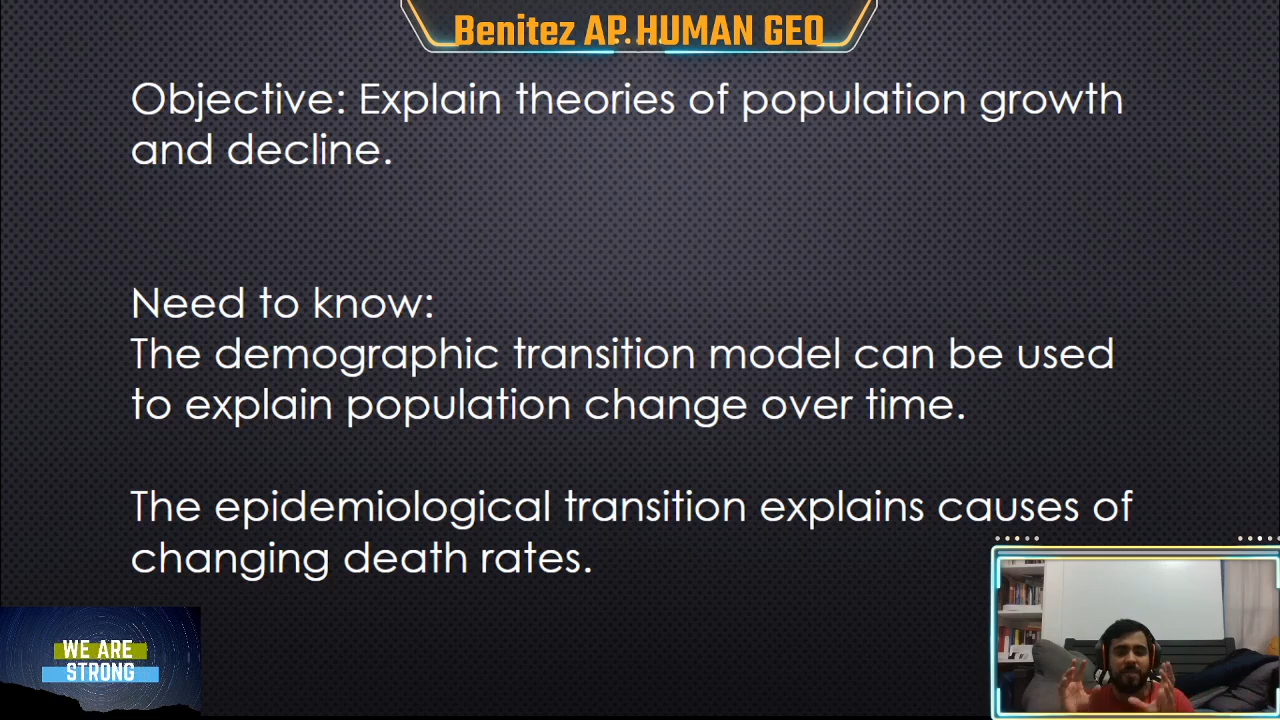 Benitez AP HUMAN GEO
Objective: Explain theories of population growth
and decline.
Need to know:
The demographic transition model can be used
to explain population change over time.
The epidemiological transition explains causes of
changing death rates.
WE ARE
STRONG